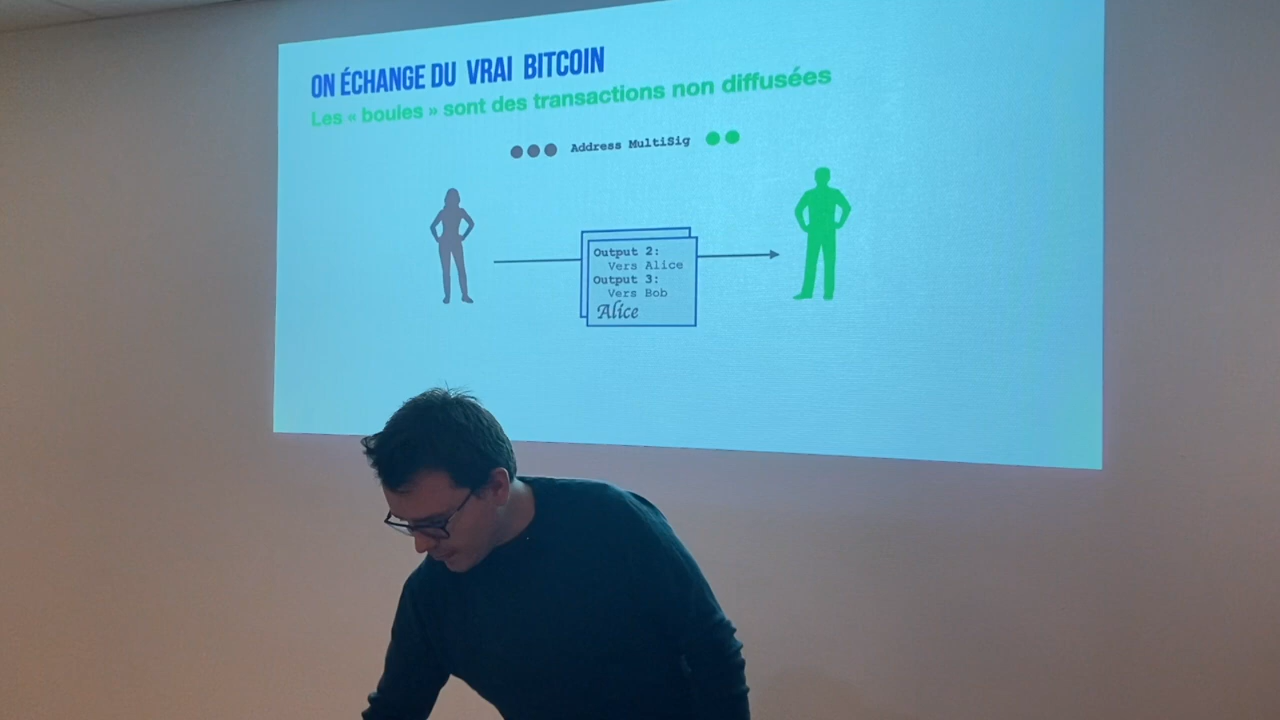 ON ÉCHANGE DU VRAI BITCOIN
Les « boules » sont des transactions non diffusées
Address MultiSig
Output 2:
Vers Alice
Output 3:
Vers Bob
Alice